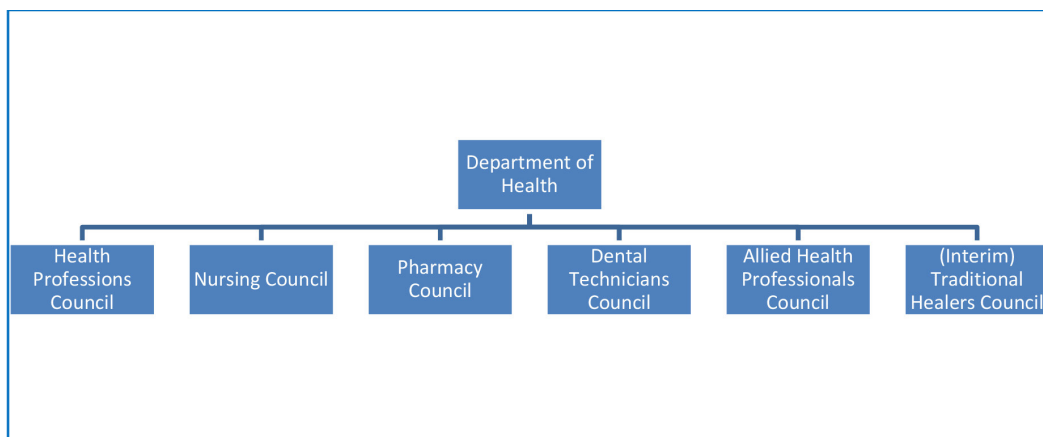 Department of
Health
Health
Professions
Council
Nursing Council
Pharmacy
Council
Dental
Technicians
Council
Allied Health
Professionals
Council
(Interim)
Traditional
Healers Council